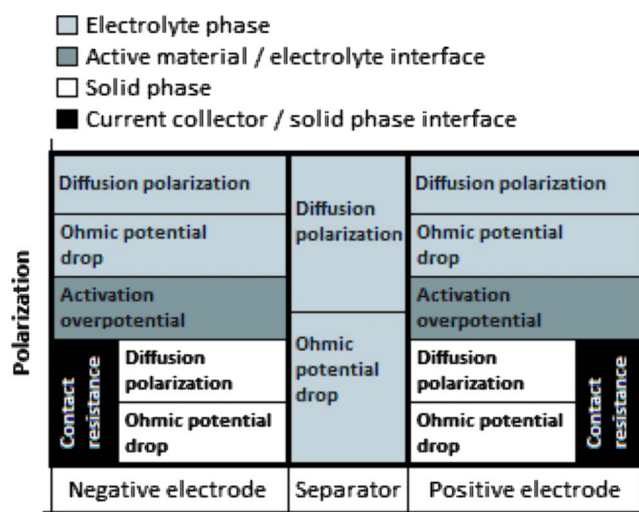 Electrolyte phase
Active material / electrolyte interface
Solid phase
Current collector / solid phase interface
Polarization
Diffusion polarization
Ohmic potential
drop
Activation
overpotential
Contact
resistance
Diffusion
polarization
Ohmic potential
drop
Diffusion
polarization
Ohmic
potential
drop
Diffusion polarization
Ohmic potential
drop
Activation
overpotential
Diffusion
polarization
Ohmic potential
drop
Contact
resistance
Negative electrode
Separator
Positive electrode